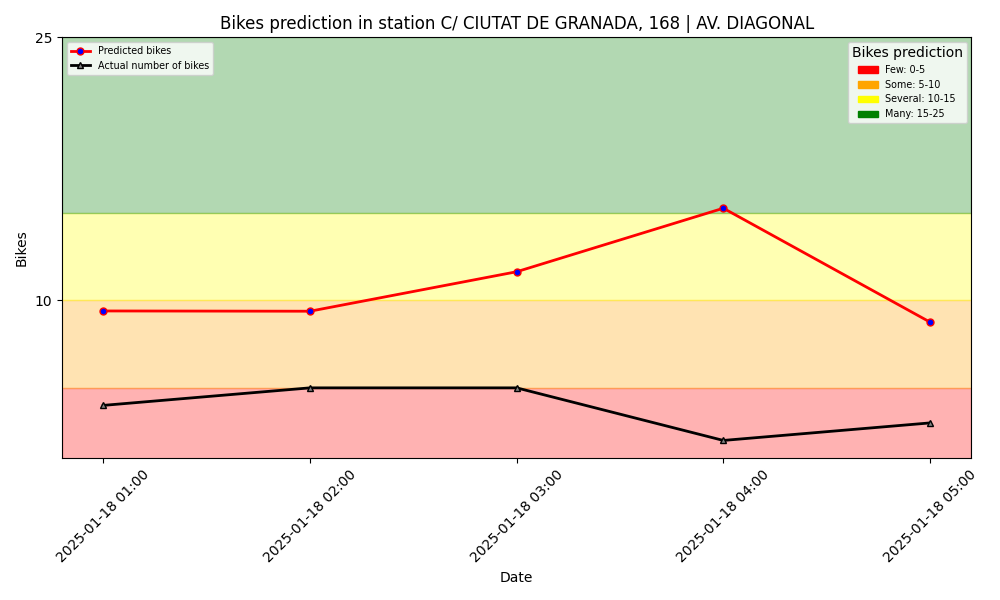 Bikes prediction in station C/ CIUTAT DE GRANADA, 168 | AV. DIAGONAL
25
10
Bikes
Predicted bikes
Actual number of bikes
Bikes prediction
Few: 0-5
Some: 5-10
Several: 10-15
Many: 15-25
2025-01-18 01:00
2025-01-18 02:00
2025-01-18 03:00
2025-01-18 04:00
2025-01-18 05:00
Date